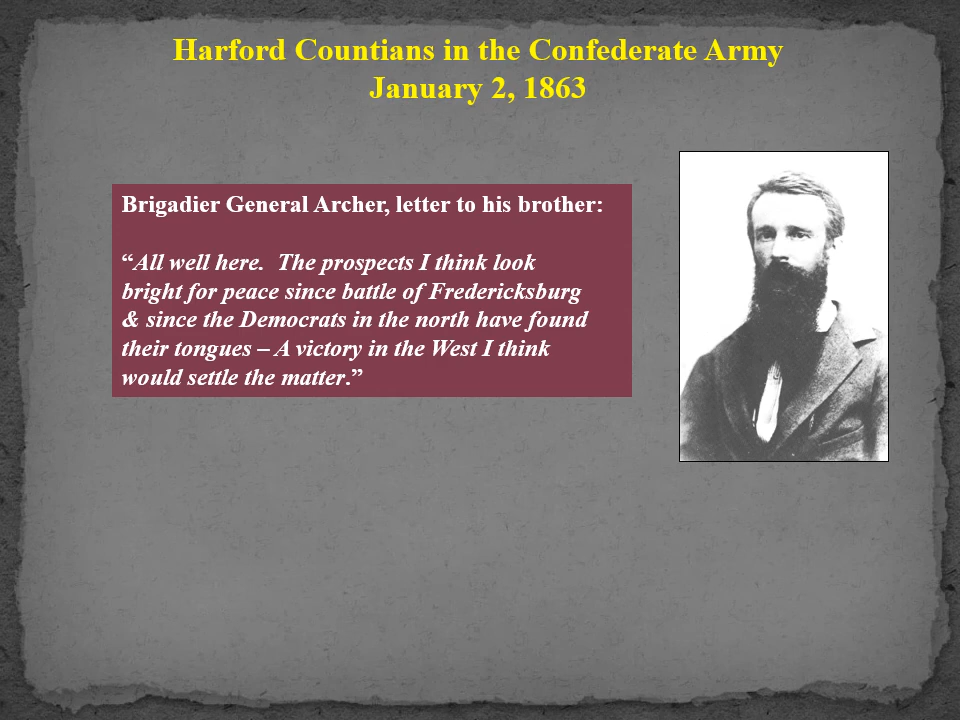 Harford Countians in the Confederate Army
January 2, 1863
Brigadier General Archer, letter to his brother:
“All well here.  The prospects I think look
bright for peace since battle of Fredericksburg
& since the Democrats in the north have found
their tongues – A victory in the West I think
would settle the matter.”